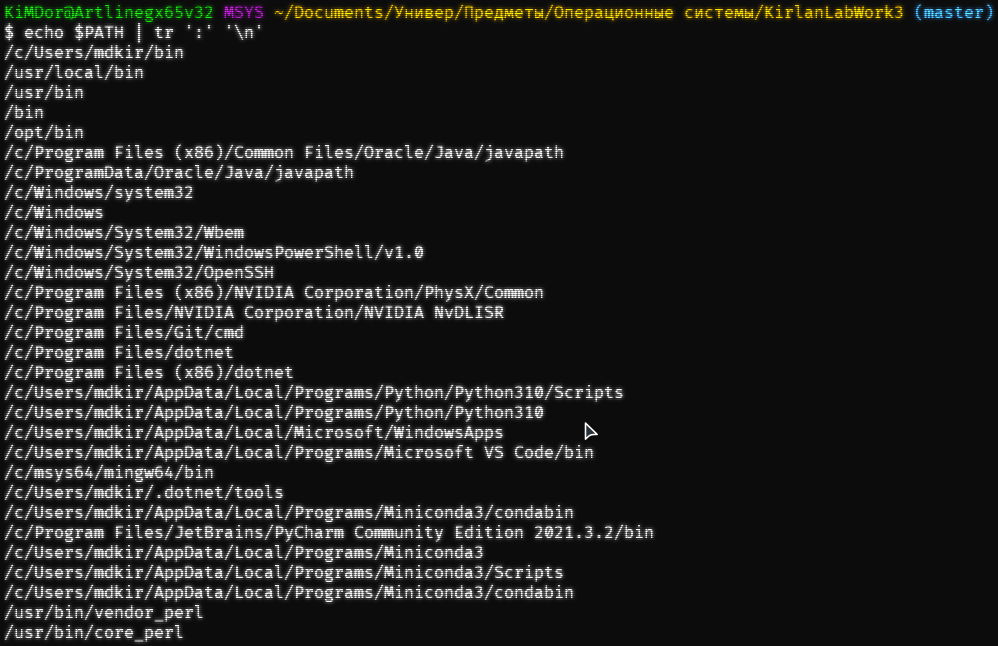 KiMDor@Artlinegx65v32 MSYS ~/Documents/Универ/Предметы/Операционные системы/KirlanLabWork3 (master)
$ echo $PATH | tr ':' '\n'
/c/Users/mdkir/bin
/usr/local/bin
/usr/bin
/bin
/opt/bin
/c/Program Files (x86)/Common Files/Oracle/Java/javapath
/c/ProgramData/Oracle/Java/javapath
/c/Windows/system32
/c/Windows
/c/Windows/System32/Wbem
/c/Windows/System32/WindowsPowerShell/v1.0
/c/Windows/System32/OpenSSH
/c/Program Files (x86)/NVIDIA Corporation/PhysX/Common
/c/Program Files/NVIDIA Corporation/NVIDIA NvDLISR
/c/Program Files/Git/cmd
/c/Program Files/dotnet
/c/Program Files (x86)/dotnet
/c/Users/mdkir/AppData/Local/Programs/Python/Python310/Scripts
/c/Users/mdkir/AppData/Local/Programs/Python/Python310
/c/Users/mdkir/AppData/Local/Microsoft/WindowsApps
/c/Users/mdkir/AppData/Local/Programs/Microsoft VS Code/bin
/c/msys64/mingw64/bin
/c/Users/mdkir/.dotnet/tools
/c/Users/mdkir/AppData/Local/Programs/Miniconda3/condabin
/c/Program Files/JetBrains/PyCharm Community Edition 2021.3.2/bin
/c/Users/mdkir/AppData/Local/Programs/Miniconda3
/c/Users/mdkir/AppData/Local/Programs/Miniconda3/Scripts
/c/Users/mdkir/AppData/Local/Programs/Miniconda3/condabin
/usr/bin/vendor_perl
/usr/bin/core_perl